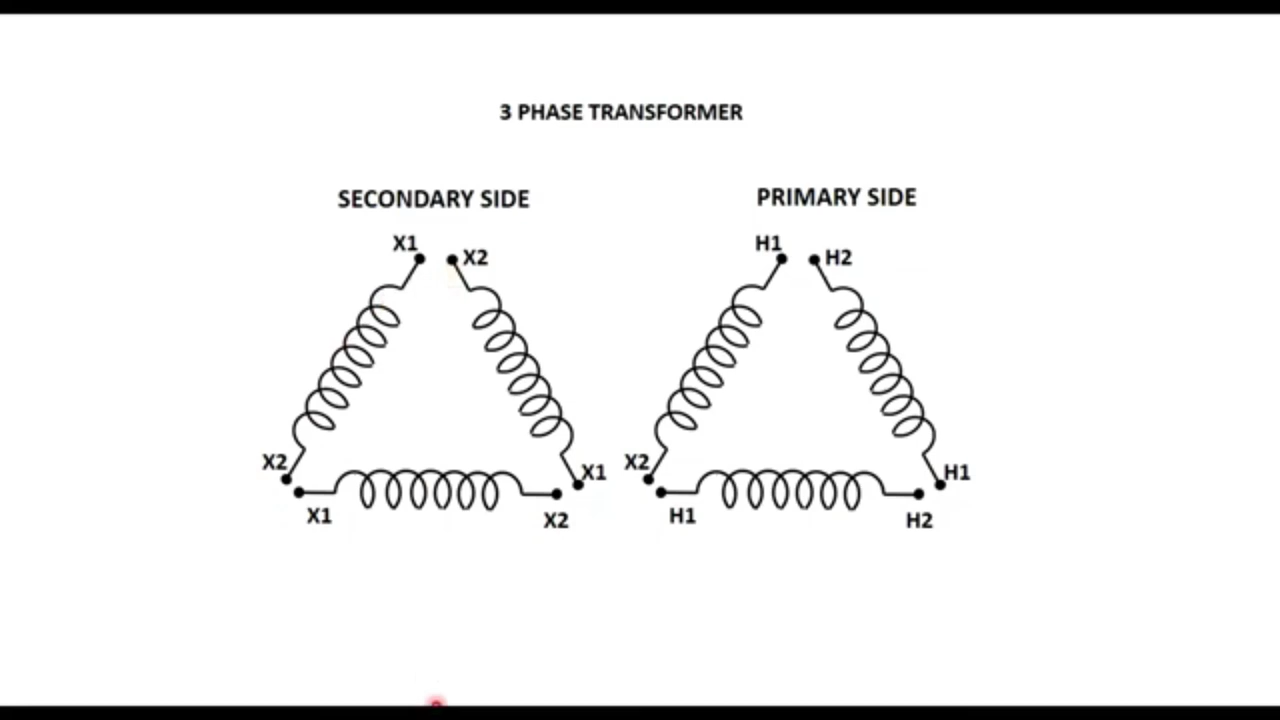 3 PHASE TRANSFORMER
SECONDARY SIDE
PRIMARY SIDE
X1
X2
H1
H2
X2
X1
X2
H1
X1
X2
H1
H2